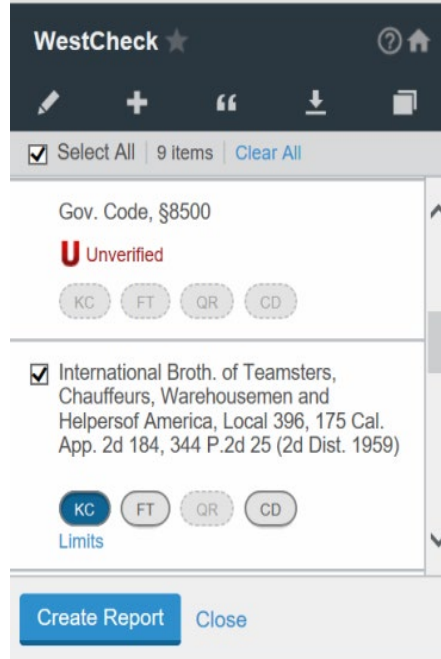 WestCheck
Select All | 9 items | Clear All
Gov. Code, §8500
U Unverified
KC FT QR CD
International Broth. of Teamsters,
Chauffeurs, Warehousemen and
Helpersof America, Local 396, 175 Cal.
App. 2d 184, 344 P.2d 25 (2d Dist. 1959)
KC FT QR CD
Limits
Create Report Close